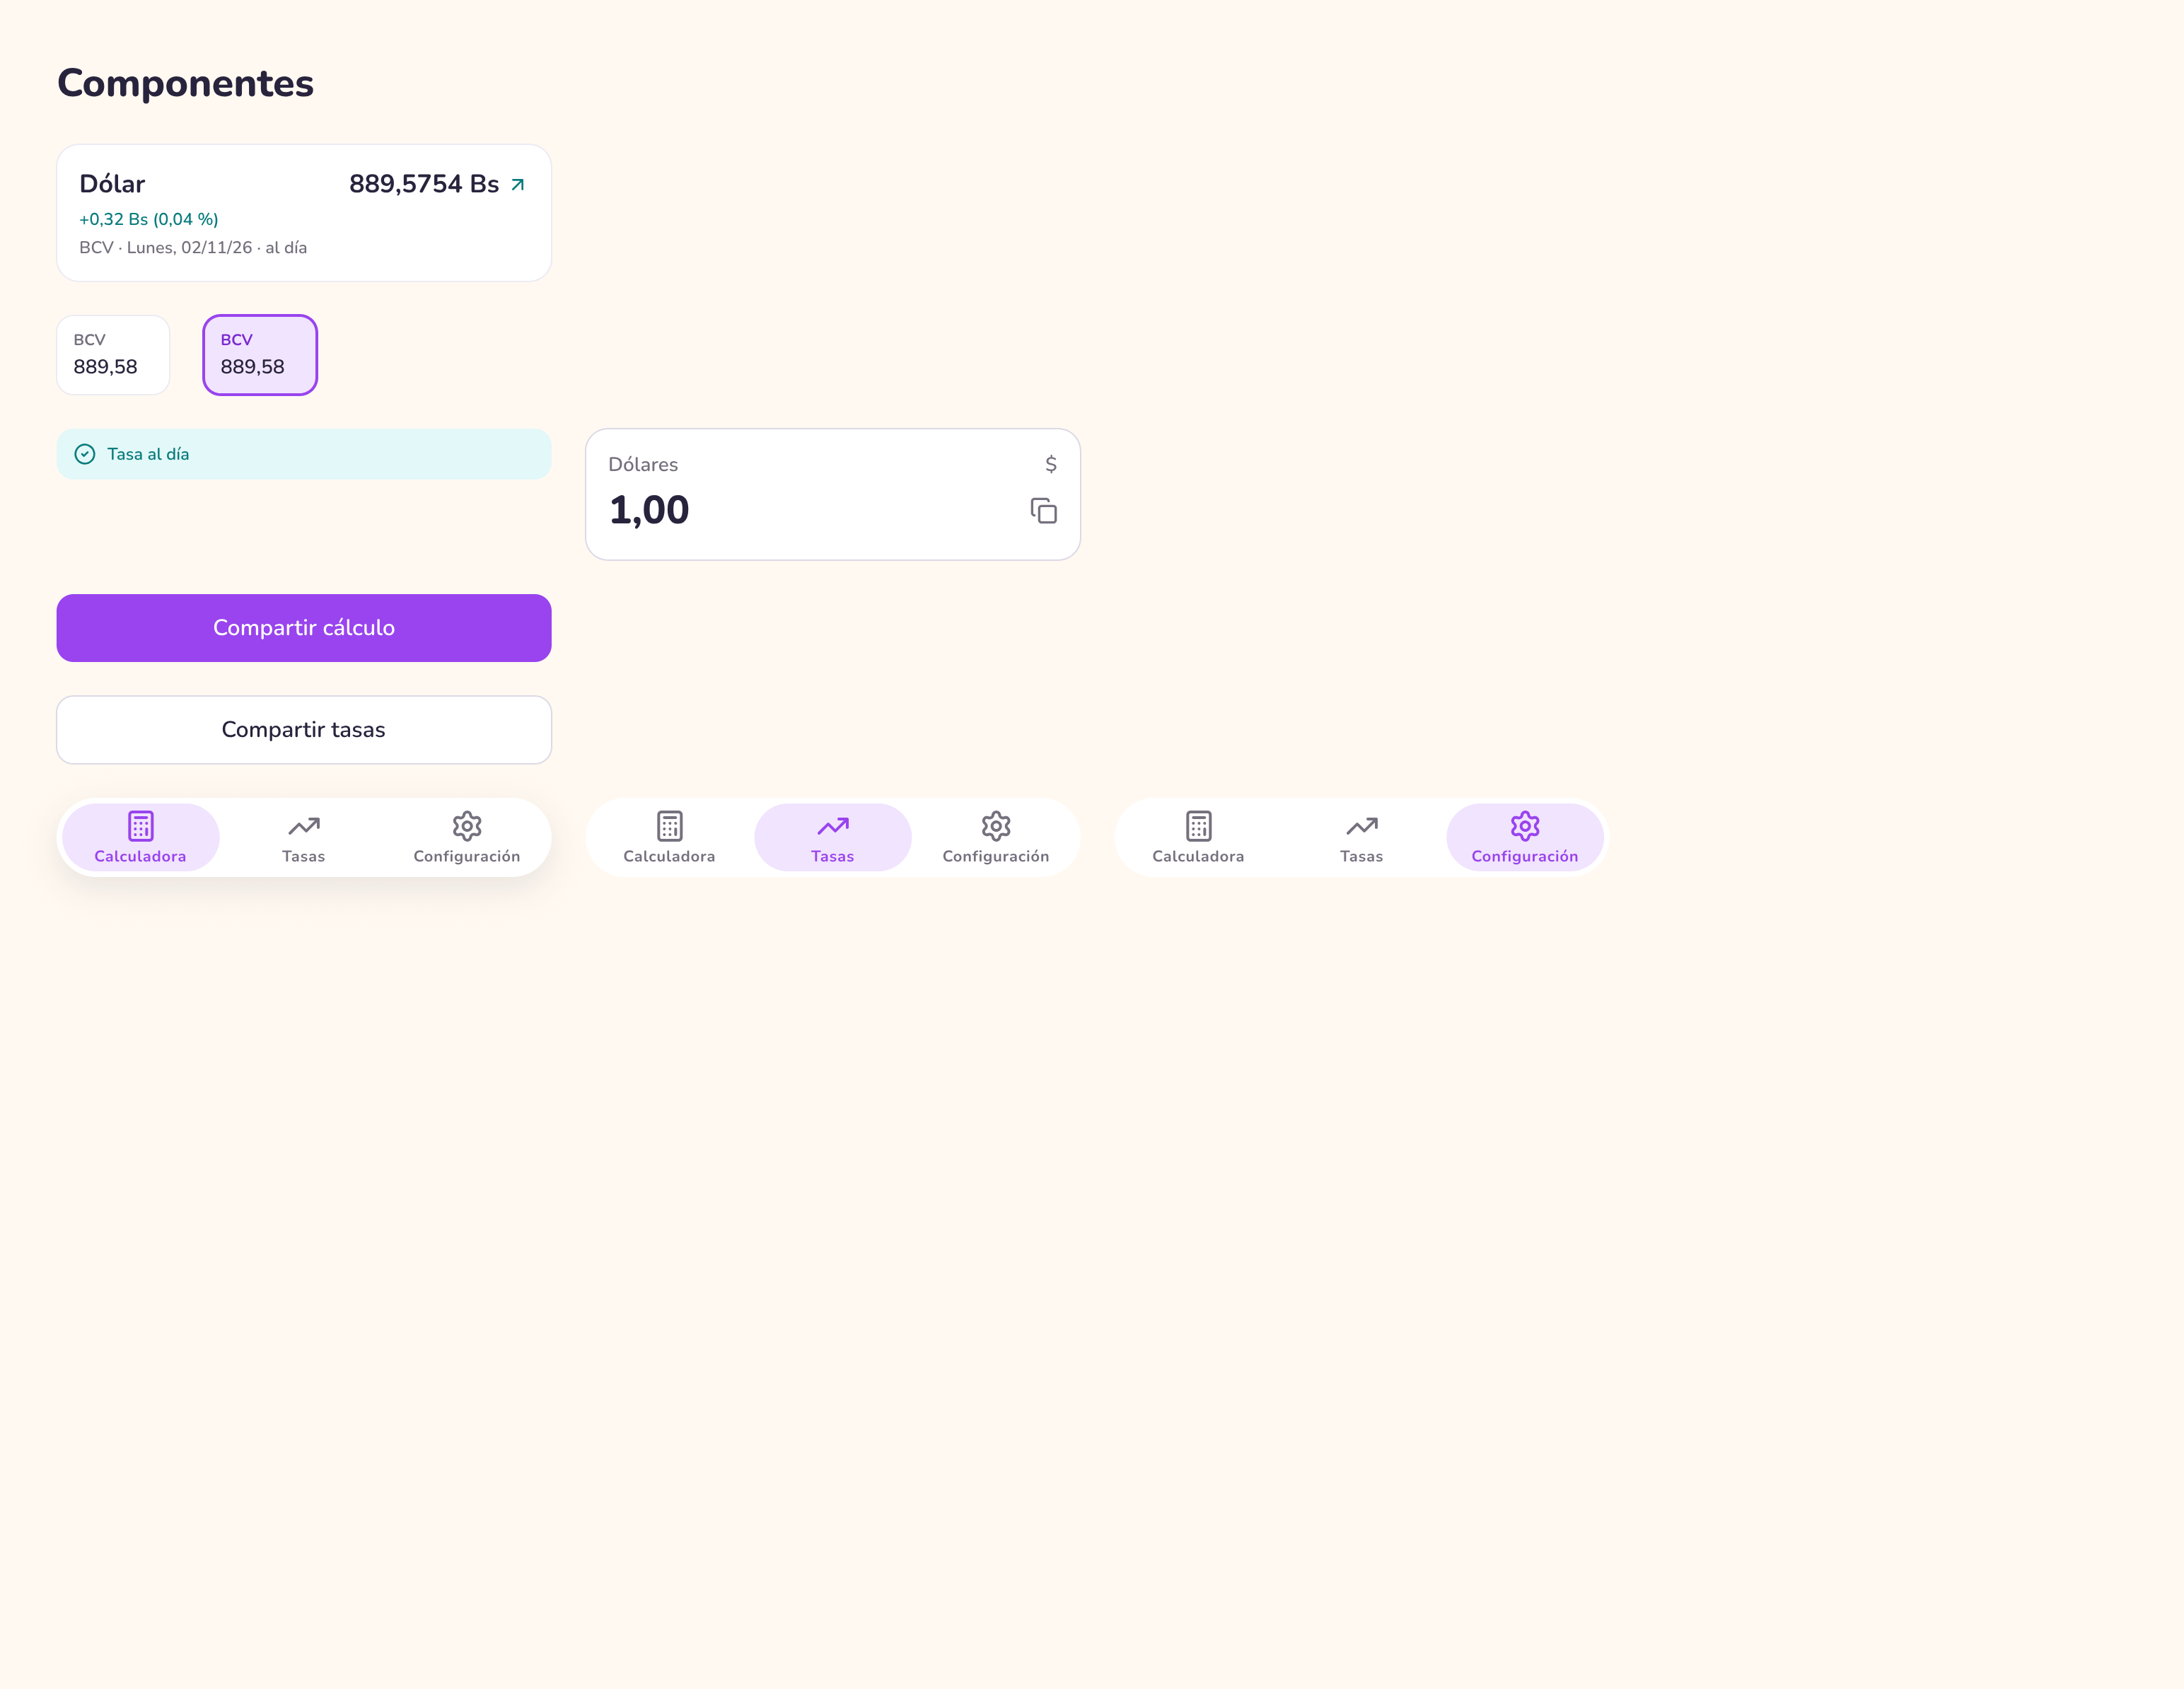 Componentes
Dólar 889,5754 Bs
+0,32 Bs (0,04 %)
BCV · Lunes, 02/11/26 · al día
BCV BCV
889,58 889,58
Tasa al día
Dólares $
1,00
Compartir cálculo
Compartir tasas
Calculadora Tasas Configuración Calculadora Tasas Configuración Calculadora Tasas Configuración